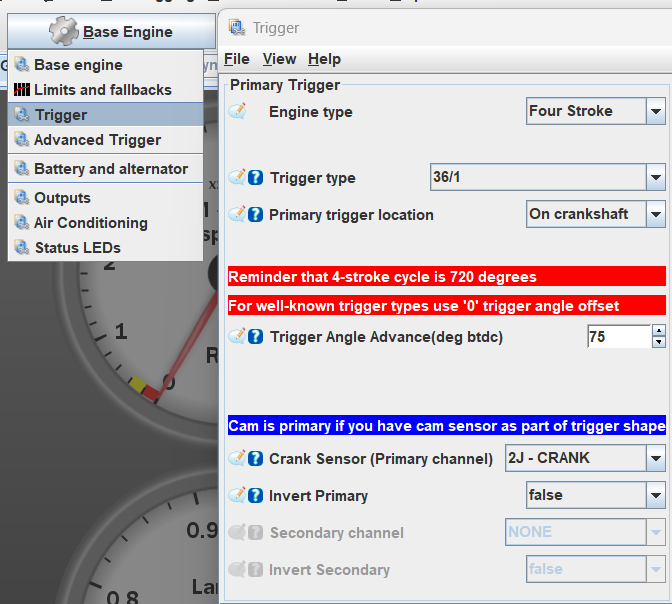 Base Engine
Base engine
Limits and fallbacks
Trigger
Advanced Trigger
Battery and alternator
Outputs
Air Conditioning
Status LEDs
2
1
0
0.9
0.8
Trigger
File View Help
Primary Trigger
Engine type Four Stroke
Trigger type 36/1
Primary trigger location On crankshaft
Reminder that 4-stroke cycle is 720 degrees
For well-known trigger types use '0' trigger angle offset
Trigger Angle Advance(deg btdc) 75
Cam is primary if you have cam sensor as part of trigger shape
Crank Sensor (Primary channel) 2J - CRANK
Invert Primary false
Secondary channel NONE
Invert Secondary false